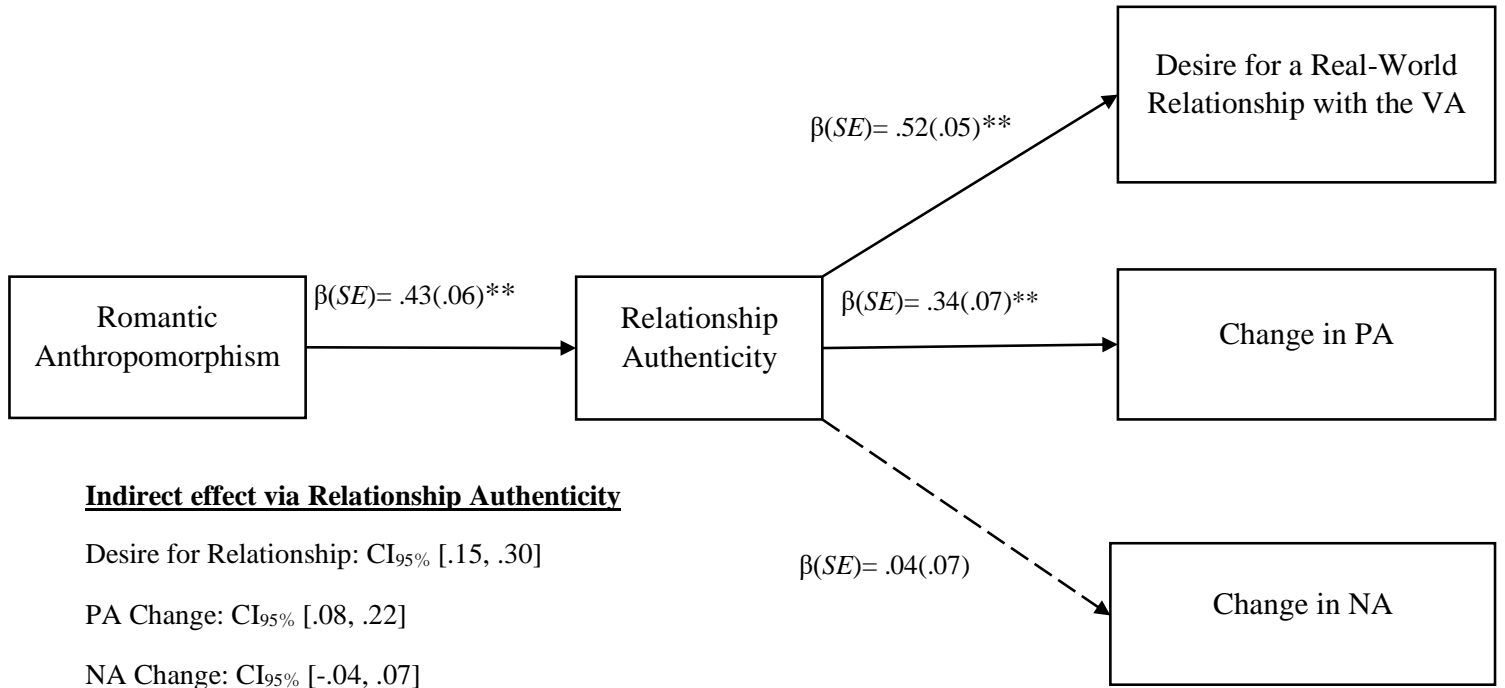 Desire for a Real-World
Relationship with the VA
β(SE)= .52(.05)**
Romantic
Anthropomorphism
β(SE)= .43(.06)**
Relationship
Authenticity
β(SE)= .34(.07)**
Change in PA
Indirect effect via Relationship Authenticity
Desire for Relationship: CI95% [.15, .30]
PA Change: CI95% [.08, .22]
NA Change: CI95% [-.04, .07]
β(SE)= .04(.07)
Change in NA